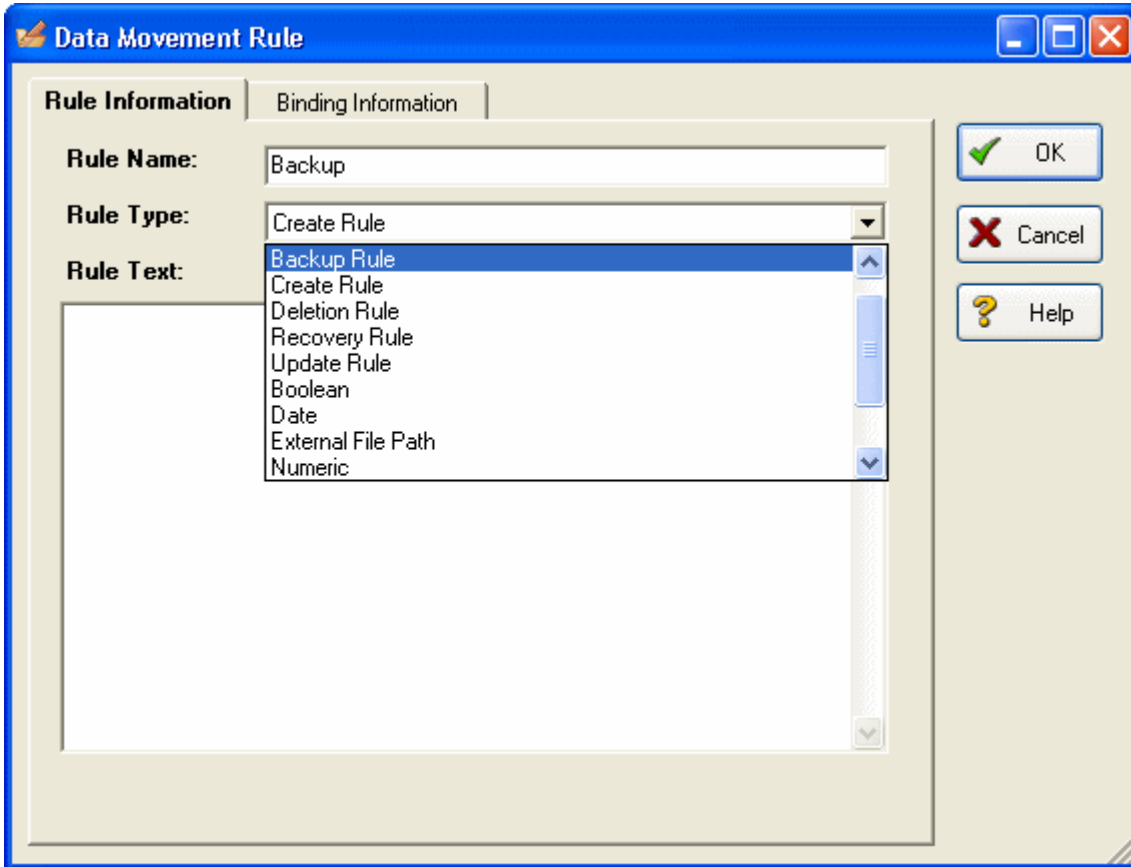 Data Movement Rule
Rule Information
Binding Information
Rule Name:
Backup
OK
Rule Type:
Create Rule
Cancel
Rule Text:
Backup Rule
Create Rule
Deletion Rule
Recovery Rule
Update Rule
Boolean
Date
External File Path
Numeric
Help